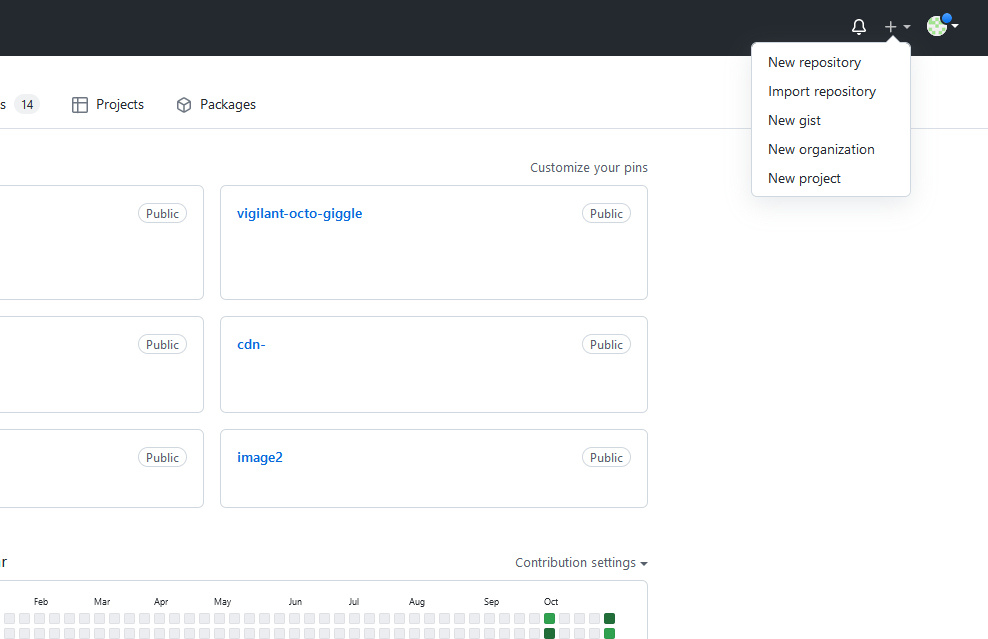 New repository
Import repository
New gist
New organization
New project
s 14 Projects Packages
Customize your pins
Public
vigilant-octo-giggle Public
Public
cdn- Public
Public
image2 Public
r
Contribution settings
Feb Mar Apr May Jun Jul Aug Sep Oct